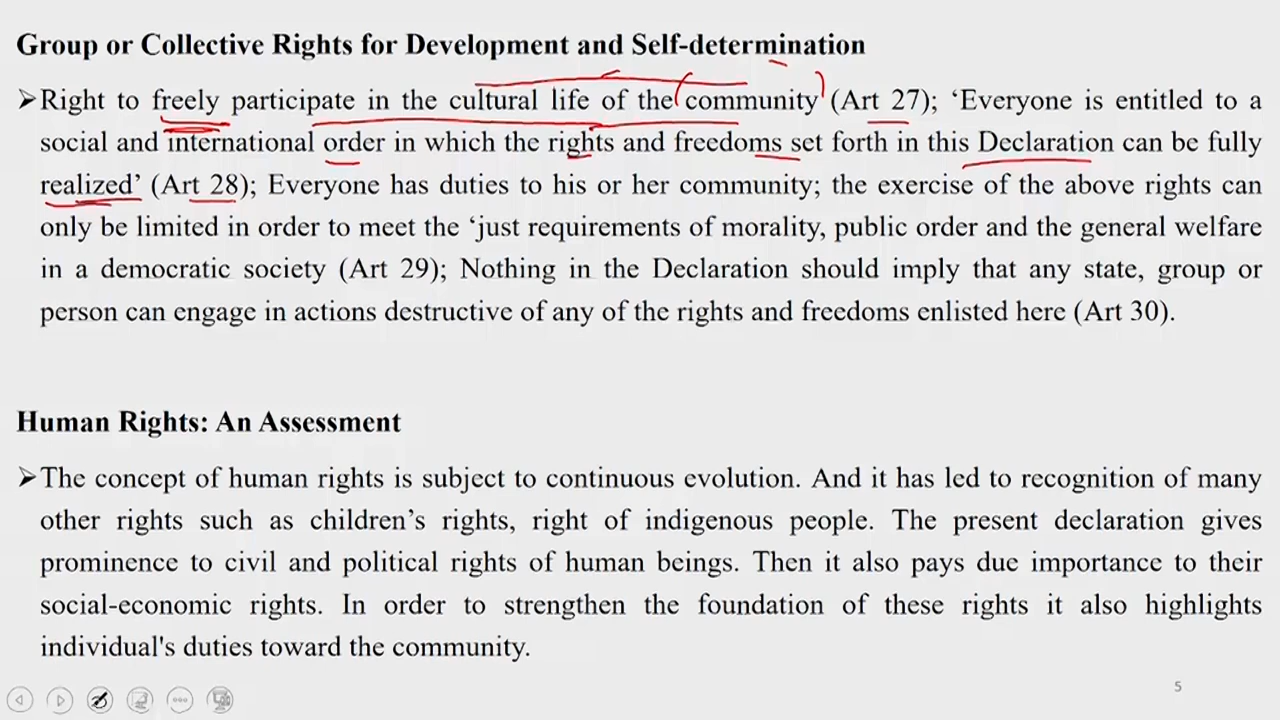 Group or Collective Rights for Development and Self-determination
➢Right to freely participate in the cultural life of the community (Art 27); ‘Everyone is entitled to a
social and international order in which the rights and freedoms set forth in this Declaration can be fully
realized’ (Art 28); Everyone has duties to his or her community; the exercise of the above rights can
only be limited in order to meet the ‘just requirements of morality, public order and the general welfare
in a democratic society (Art 29); Nothing in the Declaration should imply that any state, group or
person can engage in actions destructive of any of the rights and freedoms enlisted here (Art 30).
Human Rights: An Assessment
➢The concept of human rights is subject to continuous evolution. And it has led to recognition of many
other rights such as children’s rights, right of indigenous people. The present declaration gives
prominence to civil and political rights of human beings. Then it also pays due importance to their
social-economic rights. In order to strengthen the foundation of these rights it also highlights
individual's duties toward the community.
5